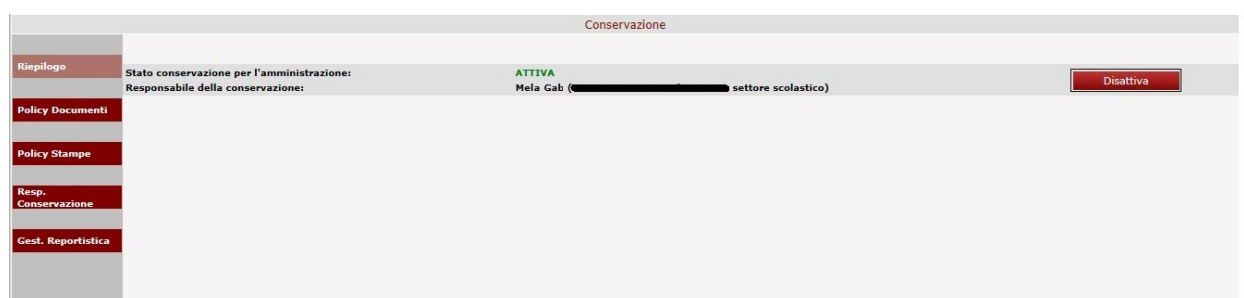 Conservazione
Riepilogo
Stato conservazione per l'amministrazione: ATTIVA
Disattiva
Responsabile della conservazione: Mela Gab ( settore scolastico)
Policy Documenti
Policy Stampe
Resp.
Conservazione
Gest. Reportistica